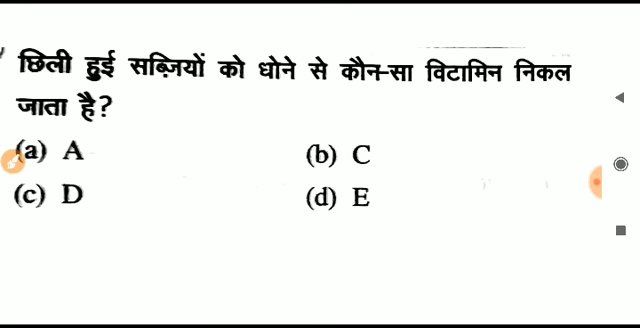 छिली हुई सब्ज़ियों को धोने से कौन-सा विटामिन निकल
जाता है?
(a) A (b) C
(c) D (d) E